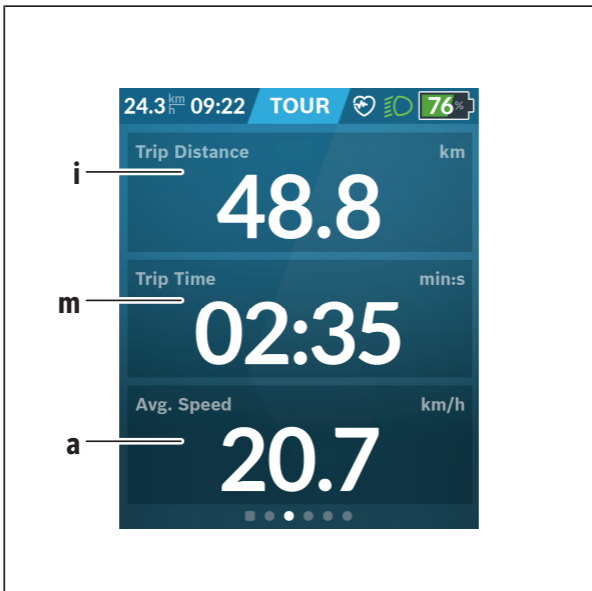 24.3 km/h 09:22 TOUR 76%
Trip Distance km
i
48.8
Trip Time min:s
m
02:35
Avg. Speed km/h
a
20.7